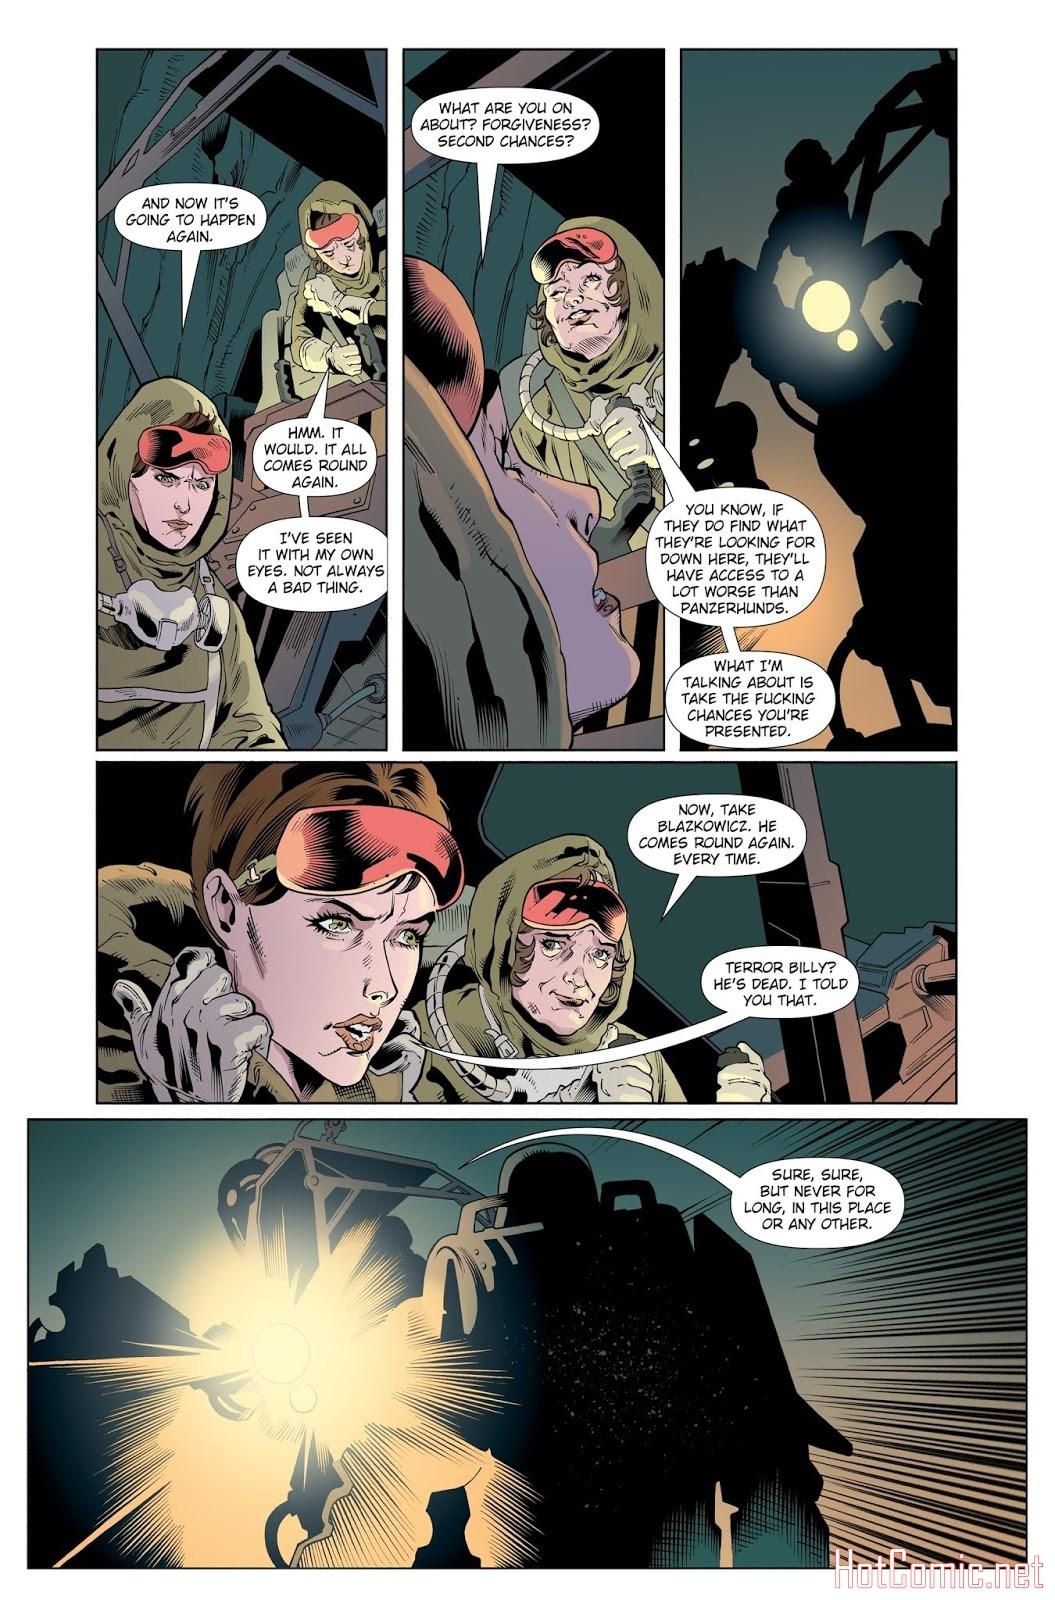 AND NOW IT'S
GOING TO HAPPEN
AGAIN.
HMM. IT
WOULD. IT ALL
COMES ROUND
AGAIN.
I'VE SEEN
IT WITH MY OWN
EYES. NOT ALWAYS
A BAD THING.
WHAT ARE YOU ON
ABOUT? FORGIVENESS?
SECOND CHANCES?
YOU KNOW, IF
THEY DO FIND WHAT
THEY'RE LOOKING FOR
DOWN HERE, THEY'LL
HAVE ACCESS TO A
LOT WORSE THAN
PANZERHUNDS.
WHAT I'M
TALKING ABOUT IS
TAKE THE FUCKING
CHANCES YOU'RE
PRESENTED.
NOW, TAKE
BLAZKOWICZ. HE
COMES ROUND AGAIN.
EVERY TIME.
TERROR BILLY?
HE'S DEAD. I TOLD
YOU THAT.
SURE, SURE,
BUT NEVER FOR
LONG, IN THIS PLACE
OR ANY OTHER.
HotComic.net